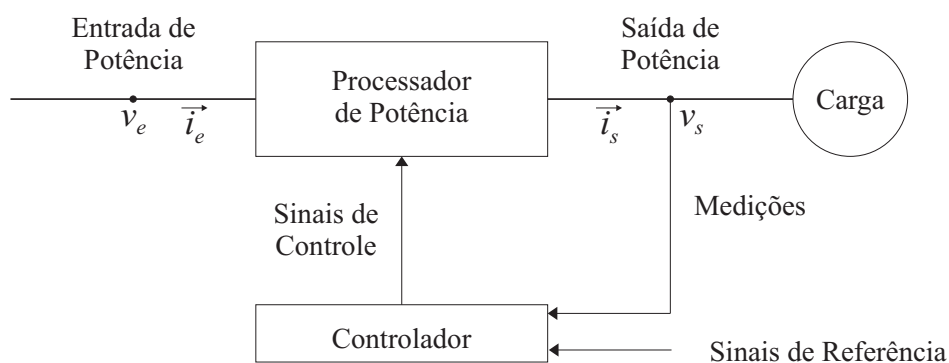 Entrada de
Potência
Saída de
Potência
Processador
de Potência
Carga
v_e
i_e
i_s
v_s
Sinais de
Controle
Medições
Controlador
Sinais de Referência